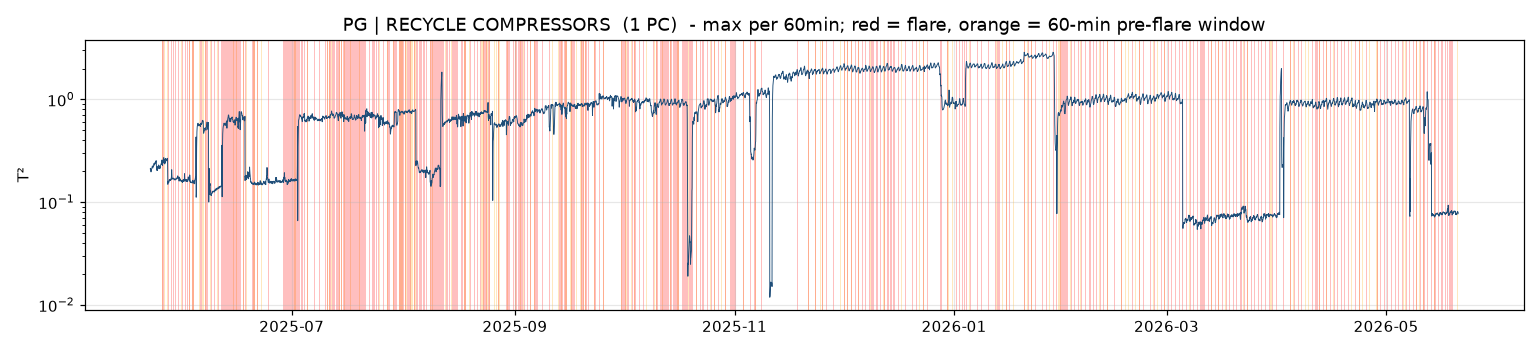 PG | RECYCLE COMPRESSORS (1 PC) - max per 60min; red = flare, orange = 60-min pre-flare window
T²
10⁰
10⁻¹
10⁻²
2025-07 2025-09 2025-11 2026-01 2026-03 2026-05